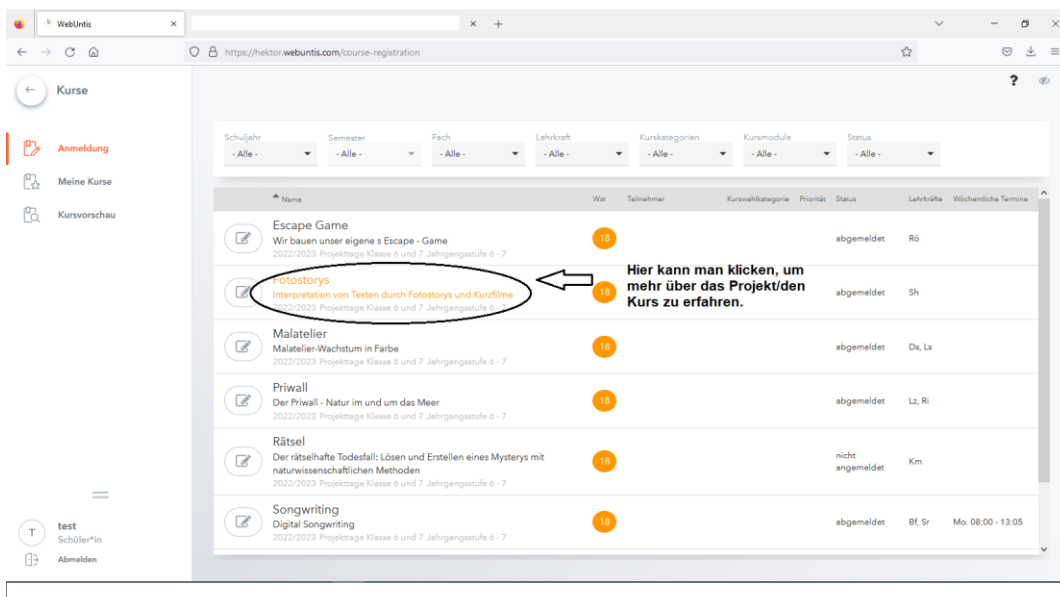 WebUntis
https://hektor.webuntis.com/course-registration
Kurse
?
Anmeldung
Meine Kurse
Kursvorschau
Schuljahr Semester Fach Lehrkraft Kurskategorien Kursmodule Status
- Alle - - Alle - - Alle - - Alle - - Alle - - Alle - - Alle -
Name Wst Teilnehmer Kurswahlkategorie Priorität Status Lehrkräfte Wöchentliche Termine
Escape Game
Wir bauen unser eigene s Escape - Game 18 abgemeldet Rö
2022/2023 Projekttage Klasse 6 und 7 Jahrgangsstufe 6 - 7
Hier kann man klicken, um
mehr über das Projekt/den
Kurs zu erfahren.
Fotostorys
Interpretation von Texten durch Fotostorys und Kurzfilme 18 abgemeldet Sh
2022/2023 Projekttage Klasse 6 und 7 Jahrgangsstufe 6 - 7
Malatelier
Malatelier-Wachstum in Farbe 18 abgemeldet Da, La
2022/2023 Projekttage Klasse 6 und 7 Jahrgangsstufe 6 - 7
Priwall
Der Priwall - Natur im und um das Meer 18 abgemeldet Lz, Ri
2022/2023 Projekttage Klasse 6 und 7 Jahrgangsstufe 6 - 7
Rätsel
Der rätselhafte Todesfall: Lösen und Erstellen eines Mysterys mit
naturwissenschaftlichen Methoden 18 nicht angemeldet Km
2022/2023 Projekttage Klasse 6 und 7 Jahrgangsstufe 6 - 7
Songwriting
Digital Songwriting 18 abgemeldet Bf, Sr Mo. 08:00 - 13:05
2022/2023 Projekttage Klasse 6 und 7 Jahrgangsstufe 6 - 7
T
test
Schüler*in
Abmelden